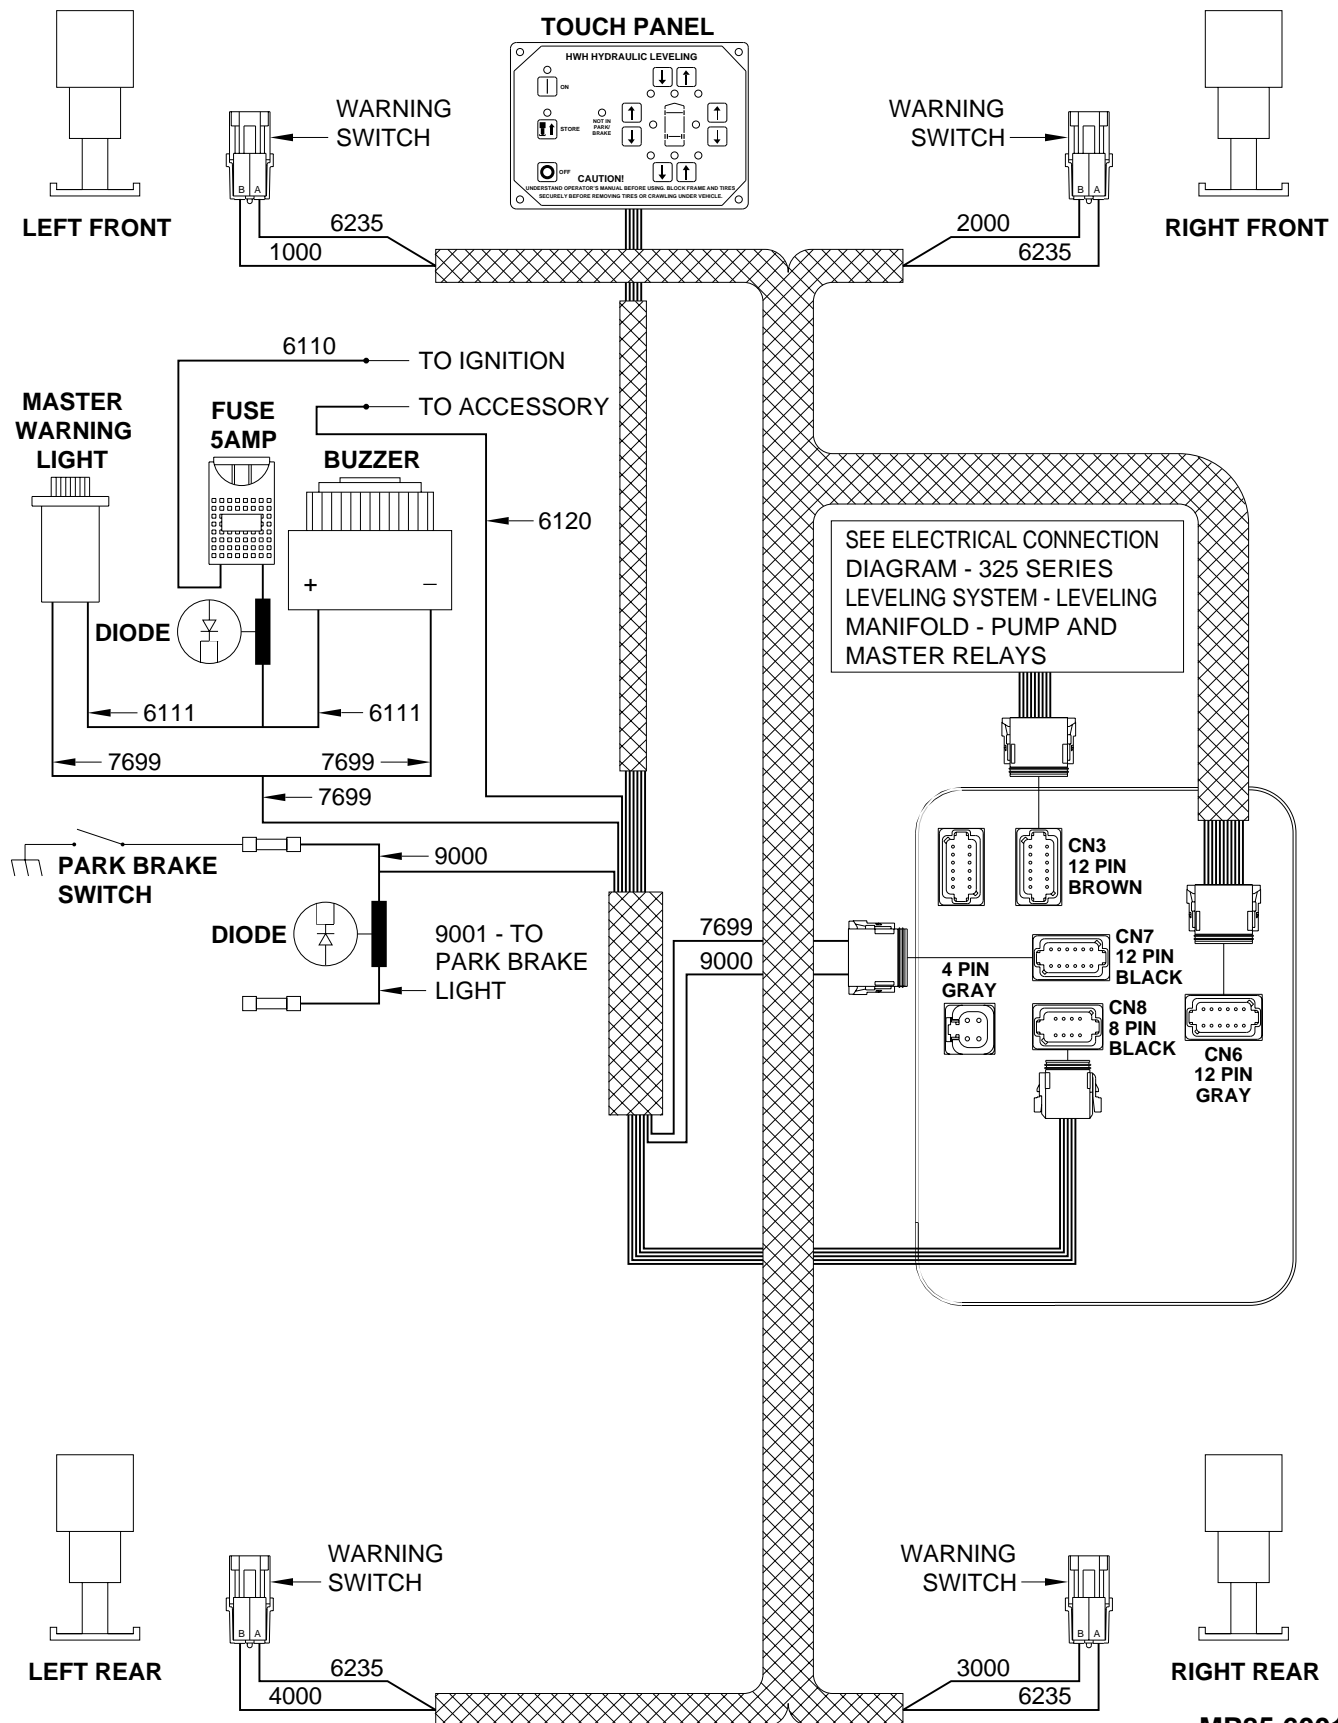 TOUCH PANEL
HWH HYDRAULIC LEVELING
ON
STORE
NOT IN
PARK/
BRAKE
OFF
CAUTION!
UNDERSTAND OPERATOR'S MANUAL BEFORE USING. BLOCK FRAME AND TIRES
SECURELY BEFORE REMOVING TIRES OR CRAWLING UNDER VEHICLE.
WARNING
SWITCH
B A
LEFT FRONT
6235
1000
WARNING
SWITCH
B A
RIGHT FRONT
2000
6235
6110
TO IGNITION
TO ACCESSORY
MASTER
WARNING
LIGHT
FUSE
5AMP
BUZZER
+ –
6120
DIODE
6111
6111
7699
7699
7699
SEE ELECTRICAL CONNECTION
DIAGRAM - 325 SERIES
LEVELING SYSTEM - LEVELING
MANIFOLD - PUMP AND
MASTER RELAYS
PARK BRAKE
SWITCH
9000
DIODE
9001 - TO
PARK BRAKE
LIGHT
7699
9000
CN3
12 PIN
BROWN
CN7
12 PIN
BLACK
4 PIN
GRAY
CN8
8 PIN
BLACK
CN6
12 PIN
GRAY
WARNING
SWITCH
B A
LEFT REAR
6235
4000
WARNING
SWITCH
B A
RIGHT REAR
3000
6235